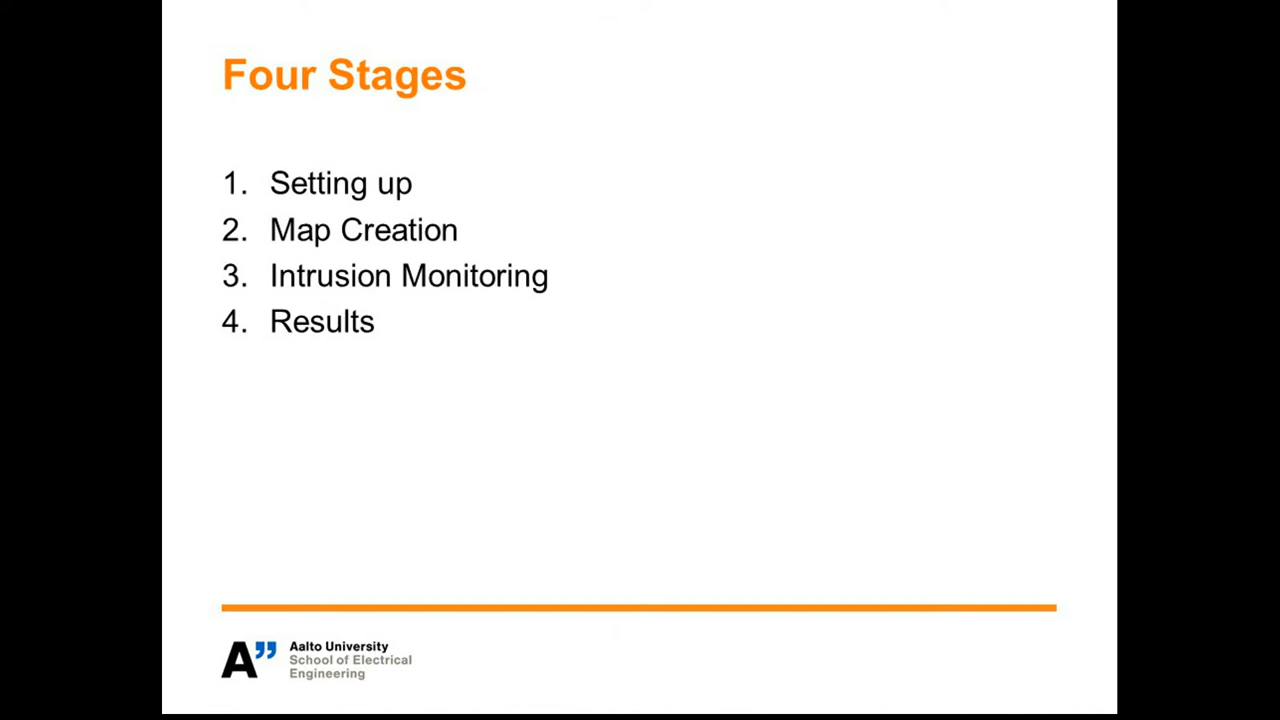 Four Stages
1. Setting up
2. Map Creation
3. Intrusion Monitoring
4. Results
A”
Aalto University
School of Electrical
Engineering